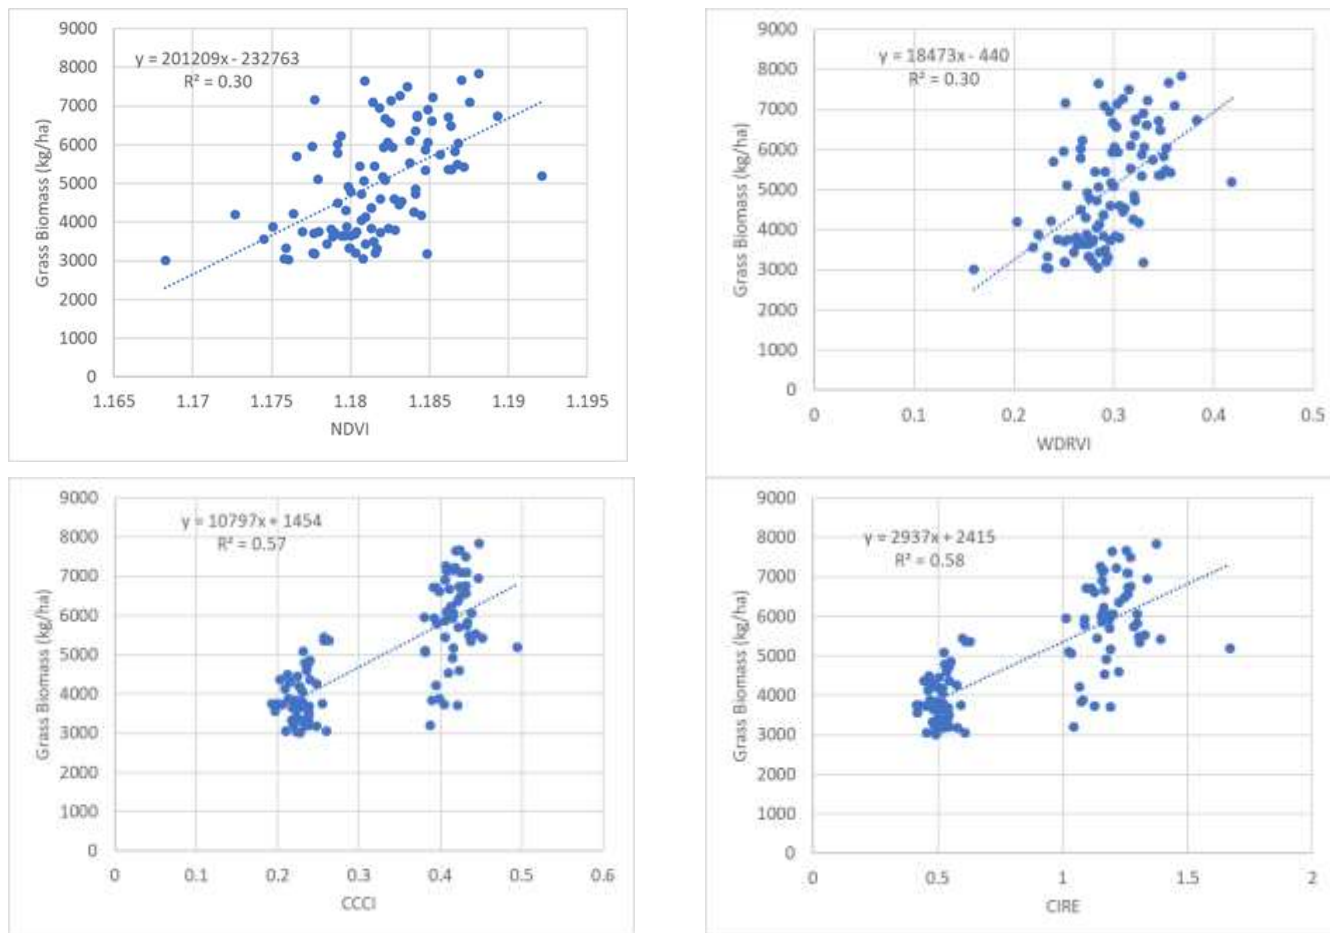 9000
8000
7000
6000
5000
4000
3000
2000
1000
0
Grass Biomass (kg/ha)
y = 201209x - 232763
R² = 0.30
1.165 1.17 1.175 1.18 1.185 1.19 1.195
NDVI
9000
8000
7000
6000
5000
4000
3000
2000
1000
0
Grass Biomass (kg/ha)
y = 18473x - 440
R² = 0.30
0 0.1 0.2 0.3 0.4 0.5
WDRVI
9000
8000
7000
6000
5000
4000
3000
2000
1000
0
Grass Biomass (kg/ha)
y = 10797x + 1454
R² = 0.57
0 0.1 0.2 0.3 0.4 0.5 0.6
CCCI
9000
8000
7000
6000
5000
4000
3000
2000
1000
0
Grass Biomass (kg/ha)
y = 2937x + 2415
R² = 0.58
0 0.5 1 1.5 2
CIRE